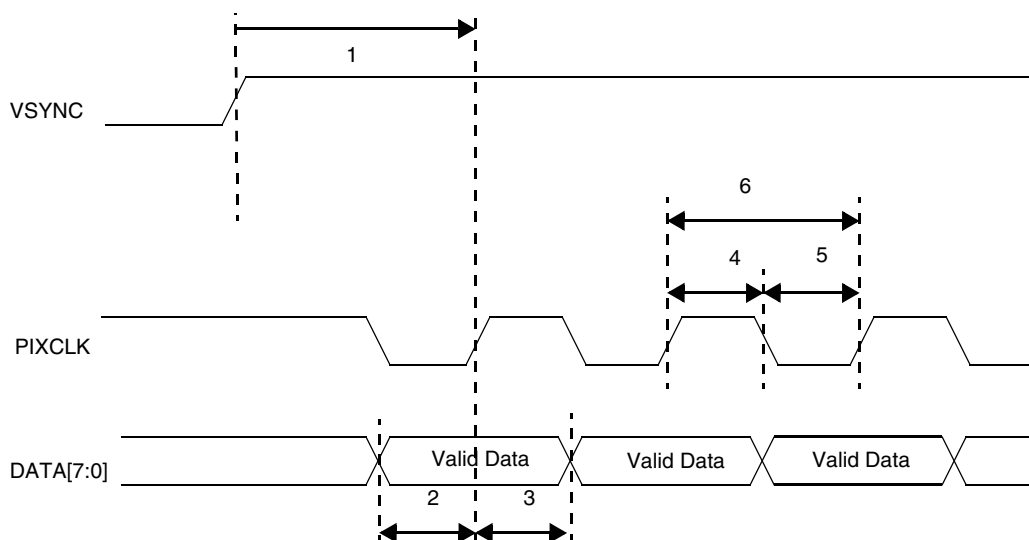 1
VSYNC
6
4 5
PIXCLK
DATA[7:0] Valid Data Valid Data Valid Data
2 3